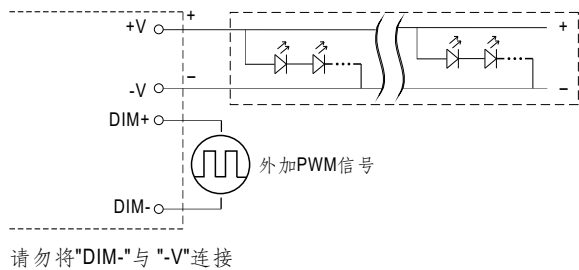 +V
+
+
-V
−
−
DIM+
外加PWM信号
DIM-
请勿将"DIM-"与 "-V"连接